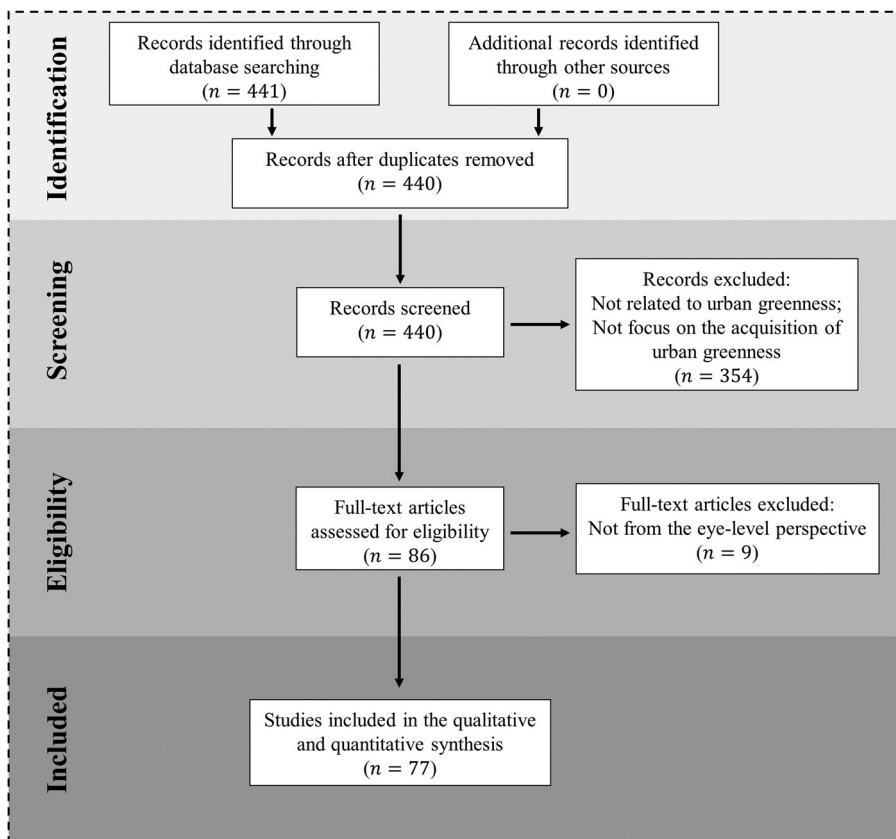 Identification
Records identified through
database searching
(n = 441)
Additional records identified
through other sources
(n = 0)
Records after duplicates removed
(n = 440)
Screening
Records screened
(n = 440)
Records excluded:
Not related to urban greenness;
Not focus on the acquisition of
urban greenness
(n = 354)
Eligibility
Full-text articles
assessed for eligibility
(n = 86)
Full-text articles excluded:
Not from the eye-level perspective
(n = 9)
Included
Studies included in the qualitative
and quantitative synthesis
(n = 77)